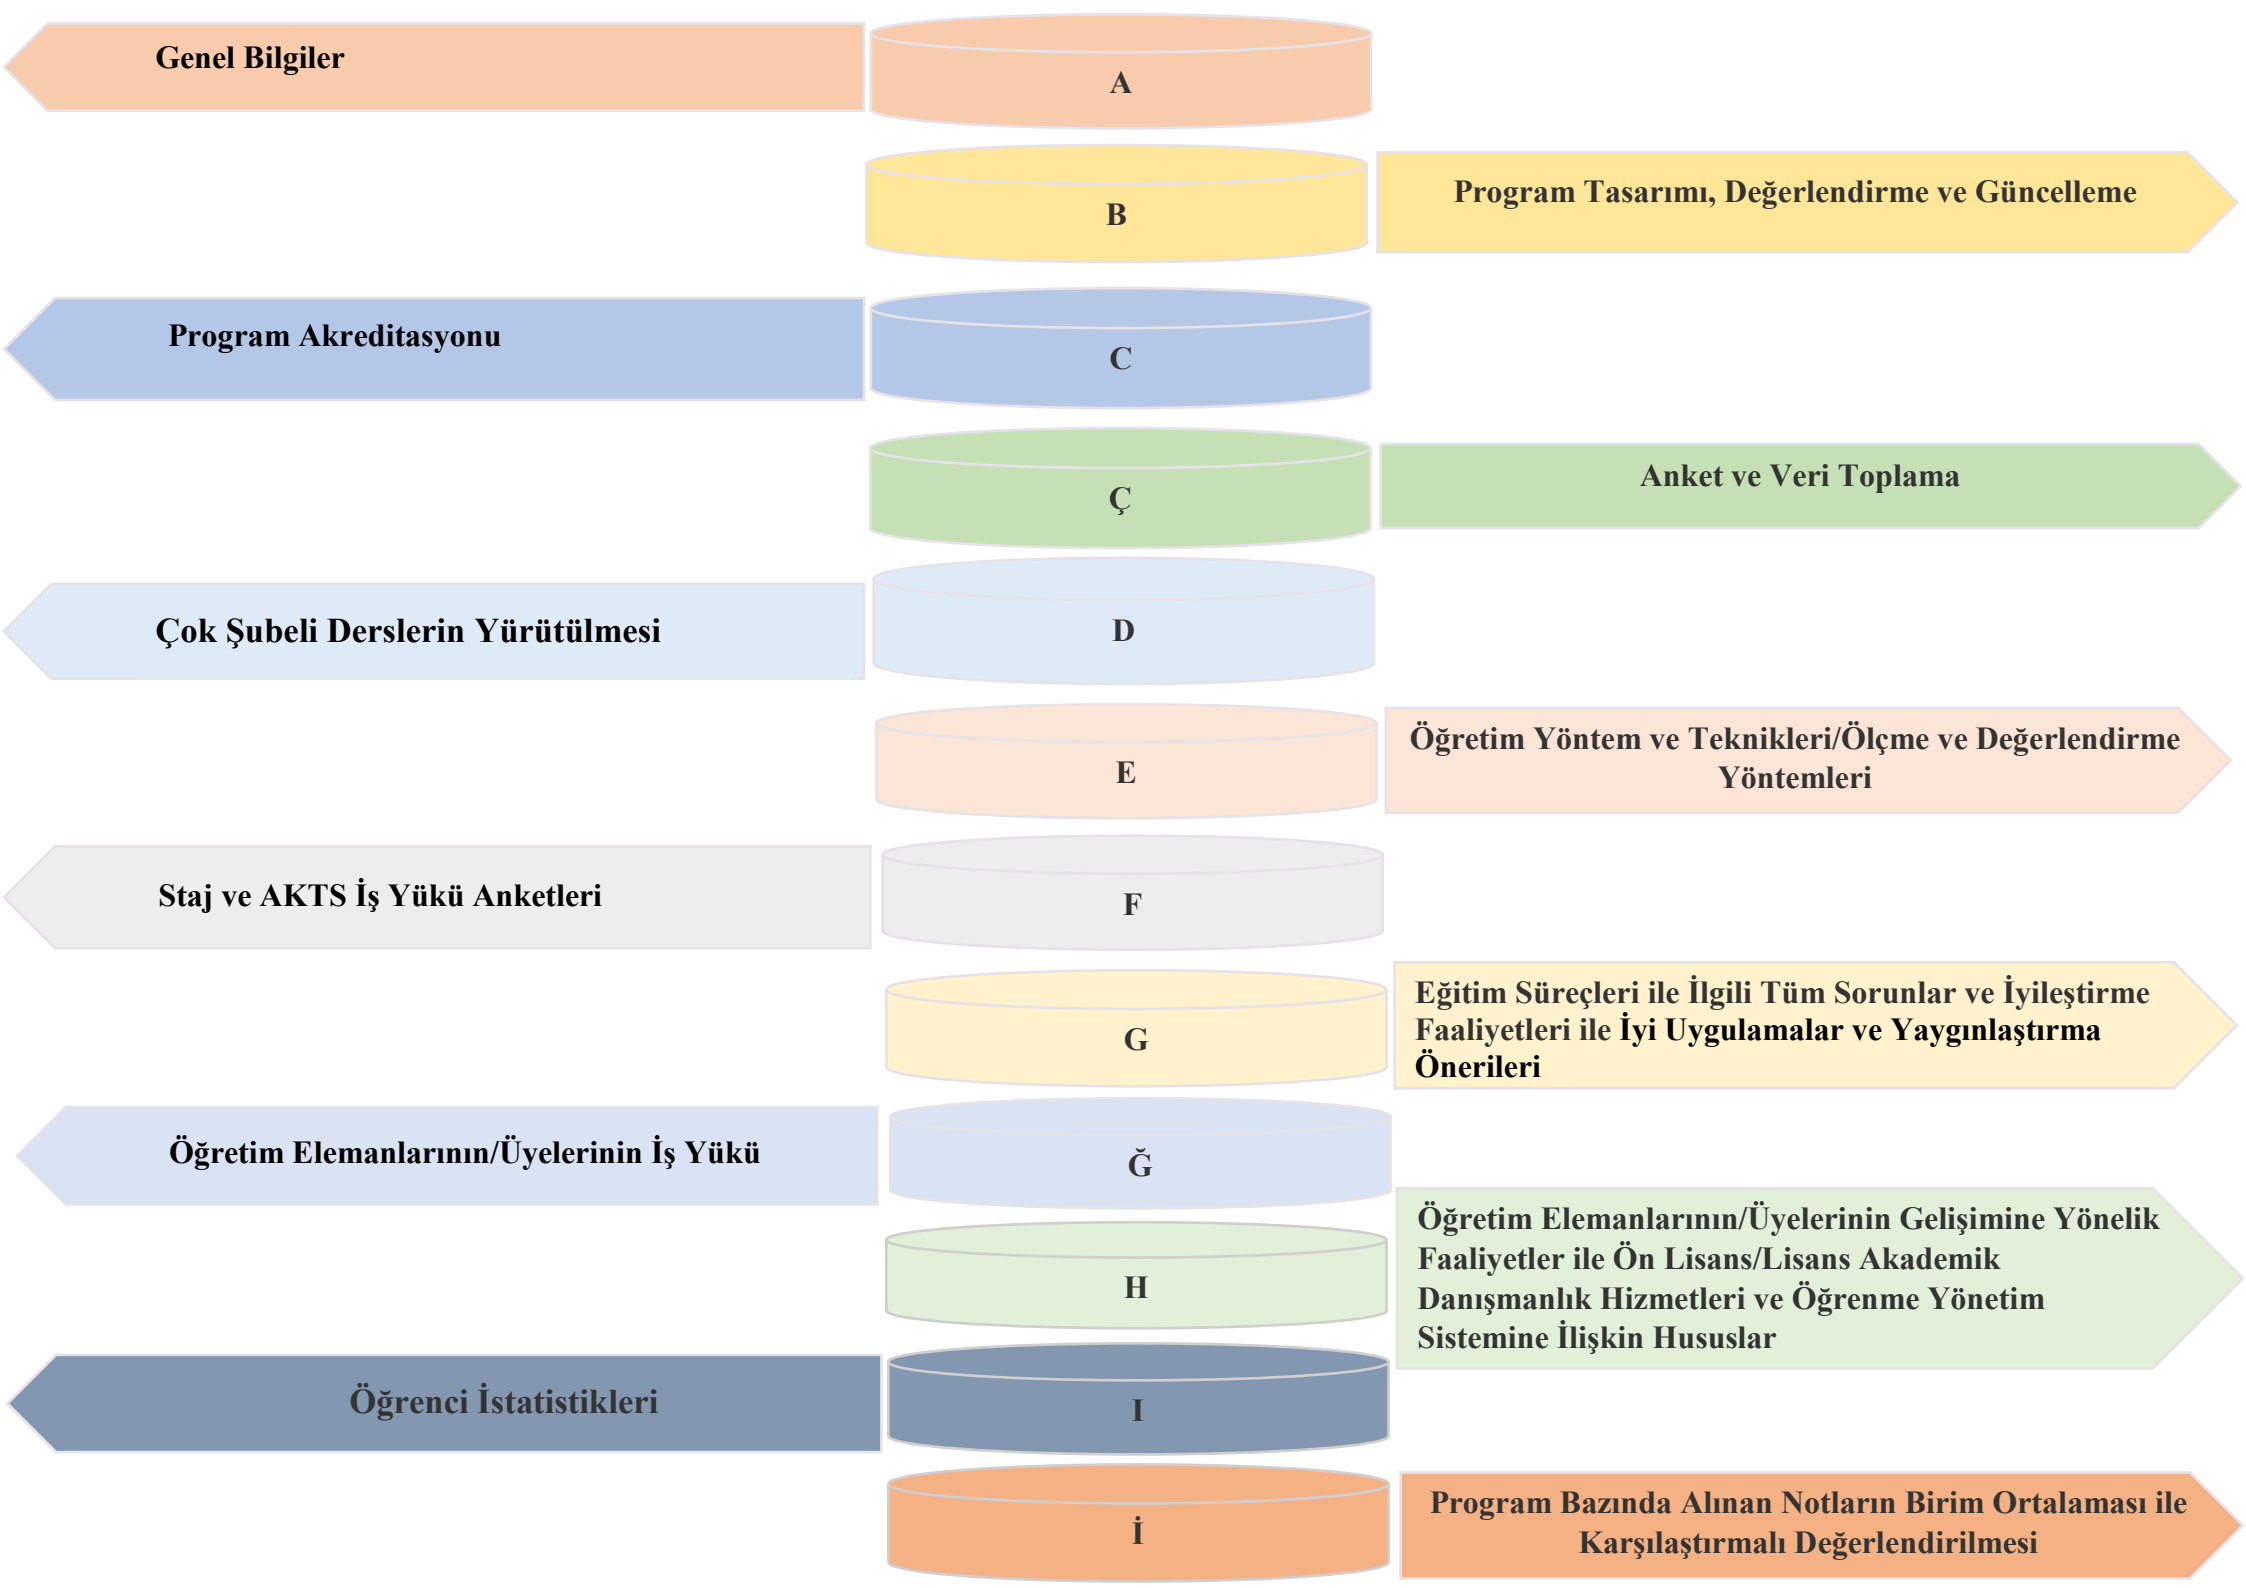 Genel Bilgiler
A
B
Program Tasarımı, Değerlendirme ve Güncelleme
Program Akreditasyonu
C
Ç
Anket ve Veri Toplama
Çok Şubeli Derslerin Yürütülmesi
D
E
Öğretim Yöntem ve Teknikleri/Ölçme ve Değerlendirme
Yöntemleri
Staj ve AKTS İş Yükü Anketleri
F
G
Eğitim Süreçleri ile İlgili Tüm Sorunlar ve İyileştirme
Faaliyetleri ile İyi Uygulamalar ve Yaygınlaştırma
Önerileri
Öğretim Elemanlarının/Üyelerinin İş Yükü
Ğ
H
Öğretim Elemanlarının/Üyelerinin Gelişimine Yönelik
Faaliyetler ile Ön Lisans/Lisans Akademik
Danışmanlık Hizmetleri ve Öğrenme Yönetim
Sistemine İlişkin Hususlar
Öğrenci İstatistikleri
I
İ
Program Bazında Alınan Notların Birim Ortalaması ile
Karşılaştırmalı Değerlendirilmesi